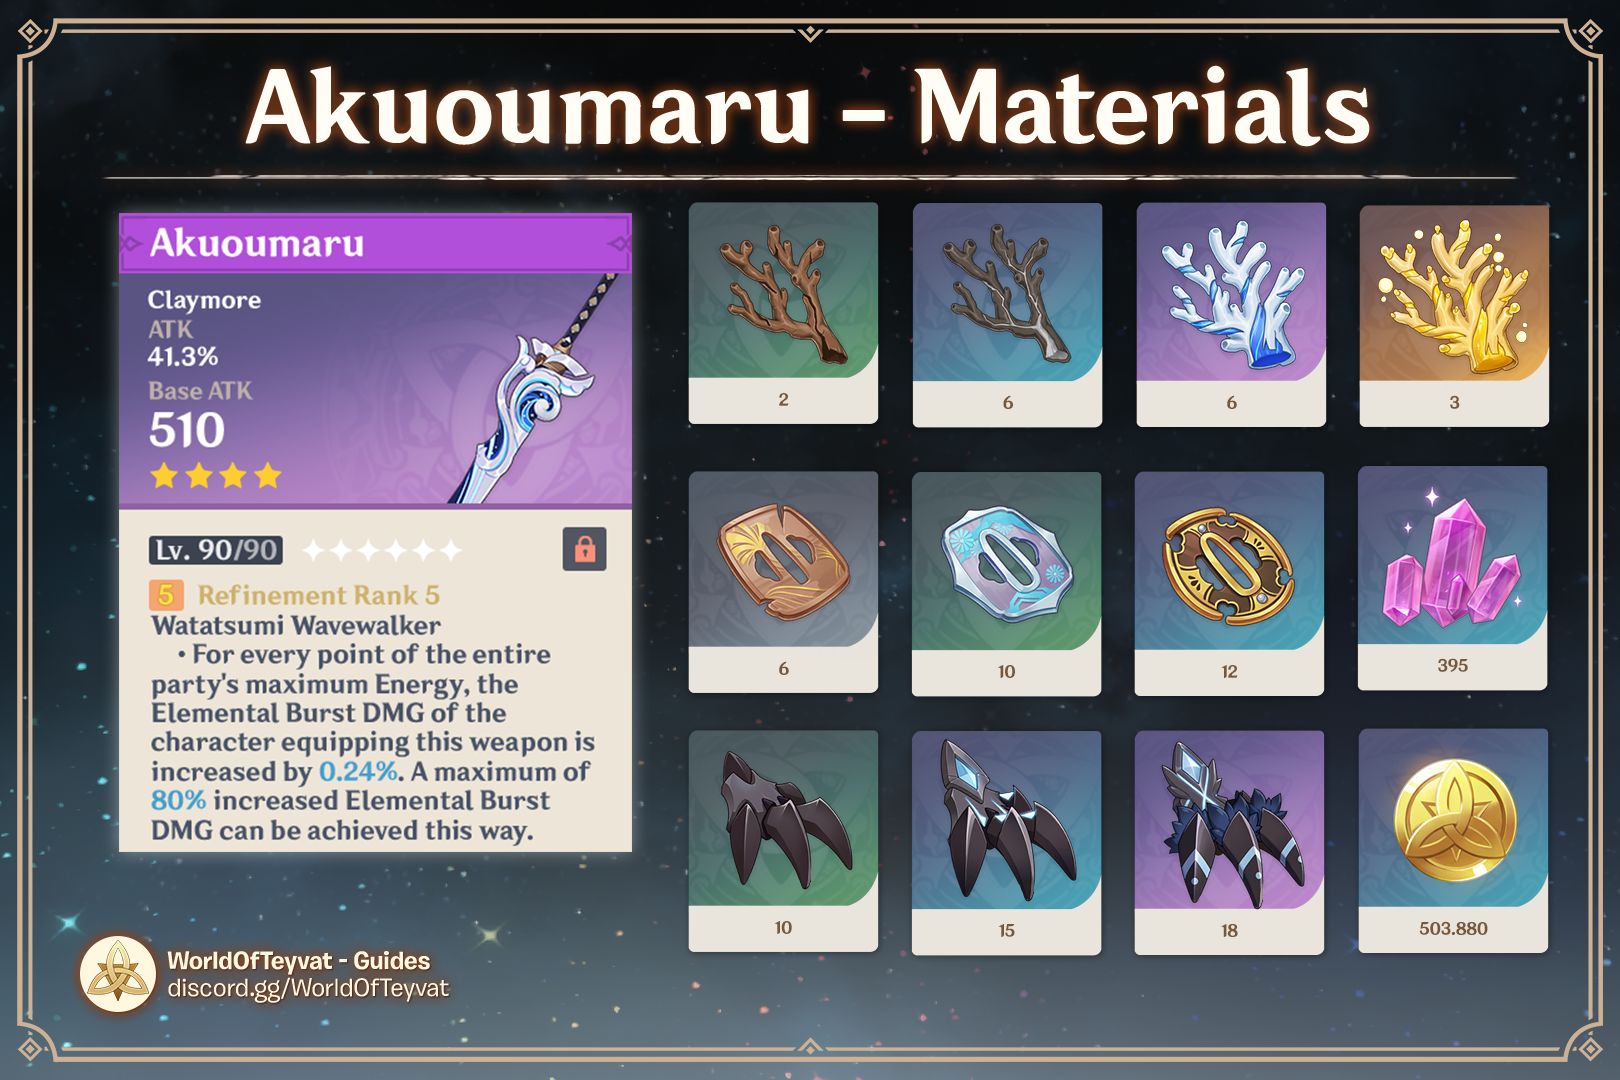 Akuoumaru – Materials
Akuoumaru
Claymore
ATK
41.3%
Base ATK
510
Lv. 90/90
5 Refinement Rank 5
Watatsumi Wavewalker
• For every point of the entire
party's maximum Energy, the
Elemental Burst DMG of the
character equipping this weapon is
increased by 0.24%. A maximum of
80% increased Elemental Burst
DMG can be achieved this way.
2
6
6
3
6
10
12
395
10
15
18
503.880
WorldOfTeyvat - Guides
discord.gg/WorldOfTeyvat